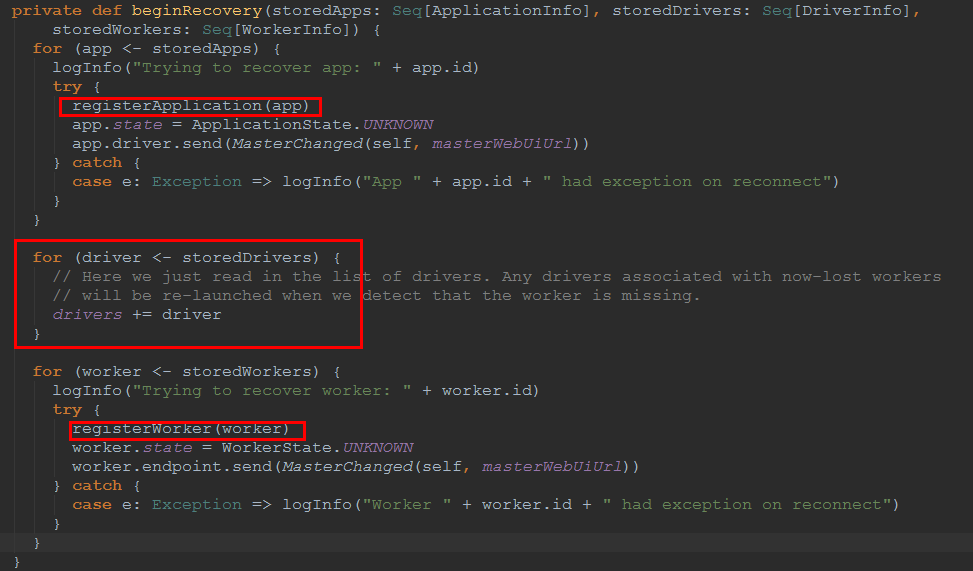 private def beginRecovery(storedApps: Seq[ApplicationInfo], storedDrivers: Seq[DriverInfo],
    storedWorkers: Seq[WorkerInfo]) {
  for (app <- storedApps) {
    logInfo("Trying to recover app: " + app.id)
    try {
      registerApplication(app)
      app.state = ApplicationState.UNKNOWN
      app.driver.send(MasterChanged(self, masterWebUiUrl))
    } catch {
      case e: Exception => logInfo("App " + app.id + " had exception on reconnect")
    }
  }
  for (driver <- storedDrivers) {
    // Here we just read in the list of drivers. Any drivers associated with now-lost workers
    // will be re-launched when we detect that the worker is missing.
    drivers += driver
  }
  for (worker <- storedWorkers) {
    logInfo("Trying to recover worker: " + worker.id)
    try {
      registerWorker(worker)
      worker.state = WorkerState.UNKNOWN
      worker.endpoint.send(MasterChanged(self, masterWebUiUrl))
    } catch {
      case e: Exception => logInfo("Worker " + worker.id + " had exception on reconnect")
    }
  }
}